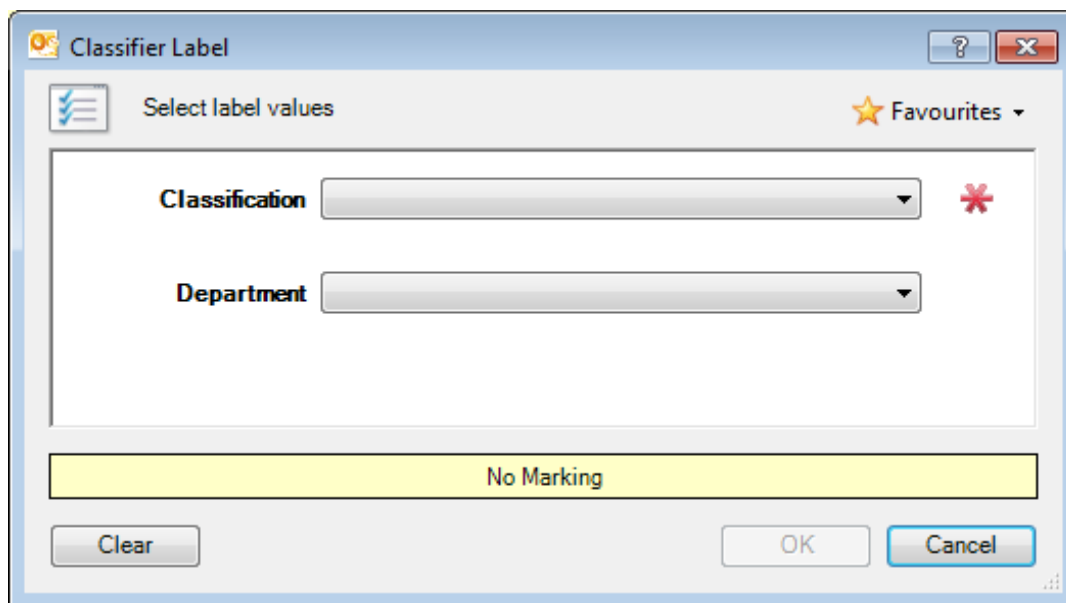 Classifier Label
Select label values
Favourites
Classification
Department
No Marking
Clear
OK
Cancel